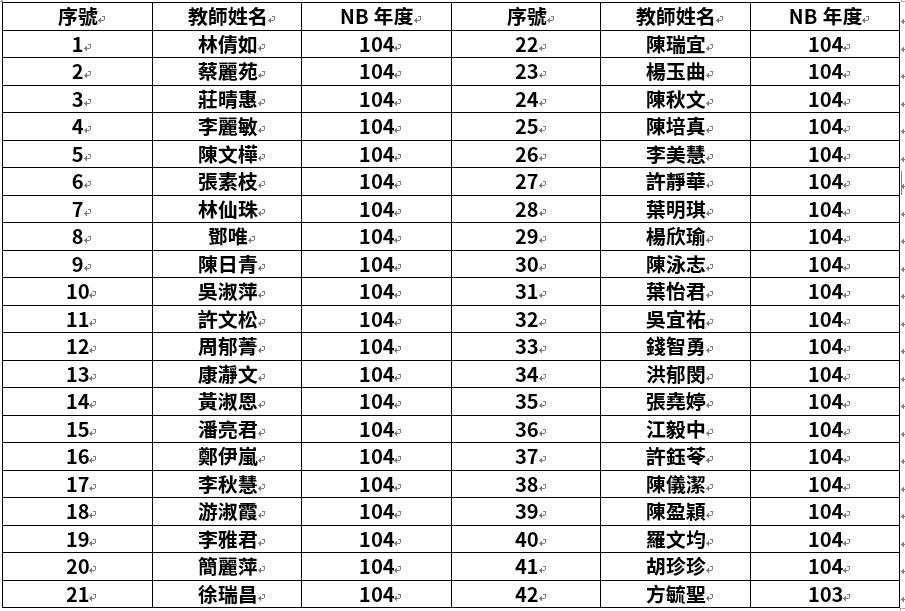 序號 教師姓名 NB 年度 序號 教師姓名 NB 年度
1 林倩如 104 22 陳瑞宜 104
2 蔡麗苑 104 23 楊玉曲 104
3 莊晴惠 104 24 陳秋文 104
4 李麗敏 104 25 陳培真 104
5 陳文樺 104 26 李美慧 104
6 張素枝 104 27 許靜華 104
7 林仙珠 104 28 葉明琪 104
8 鄧唯 104 29 楊欣瑜 104
9 陳日青 104 30 陳泳志 104
10 吳淑萍 104 31 葉怡君 104
11 許文松 104 32 吳宜祐 104
12 周郁菁 104 33 錢智勇 104
13 康瀞文 104 34 洪郁閔 104
14 黃淑恩 104 35 張堯婷 104
15 潘亮君 104 36 江毅中 104
16 鄭伊嵐 104 37 許鈺苓 104
17 李秋慧 104 38 陳儀潔 104
18 游淑霞 104 39 陳盈穎 104
19 李雅君 104 40 羅文均 104
20 簡麗萍 104 41 胡珍珍 104
21 徐瑞昌 104 42 方毓聖 103